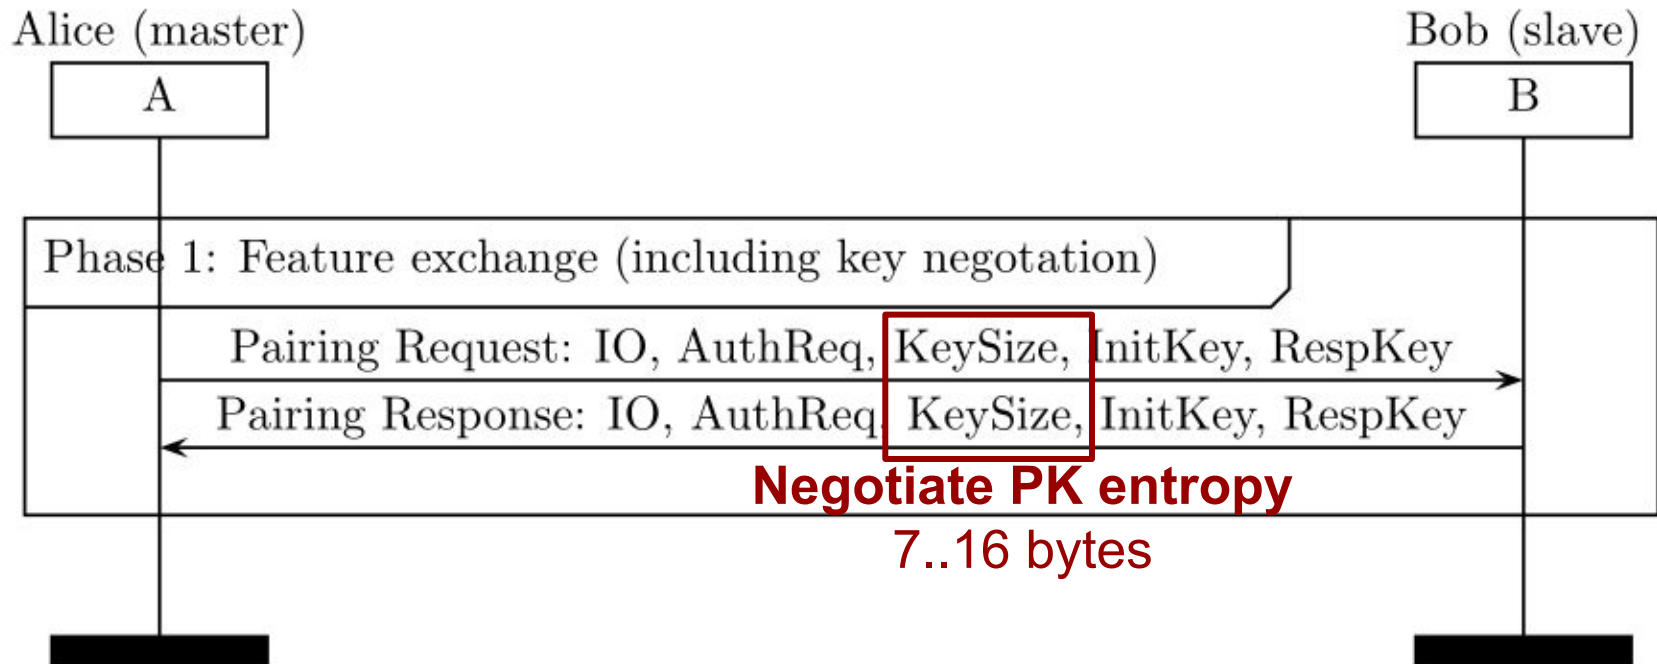 Alice (master)
Bob (slave)
A
B
Phase 1: Feature exchange (including key negotation)
Pairing Request: IO, AuthReq, KeySize, InitKey, RespKey
Pairing Response: IO, AuthReq, KeySize, InitKey, RespKey
Negotiate PK entropy
7..16 bytes